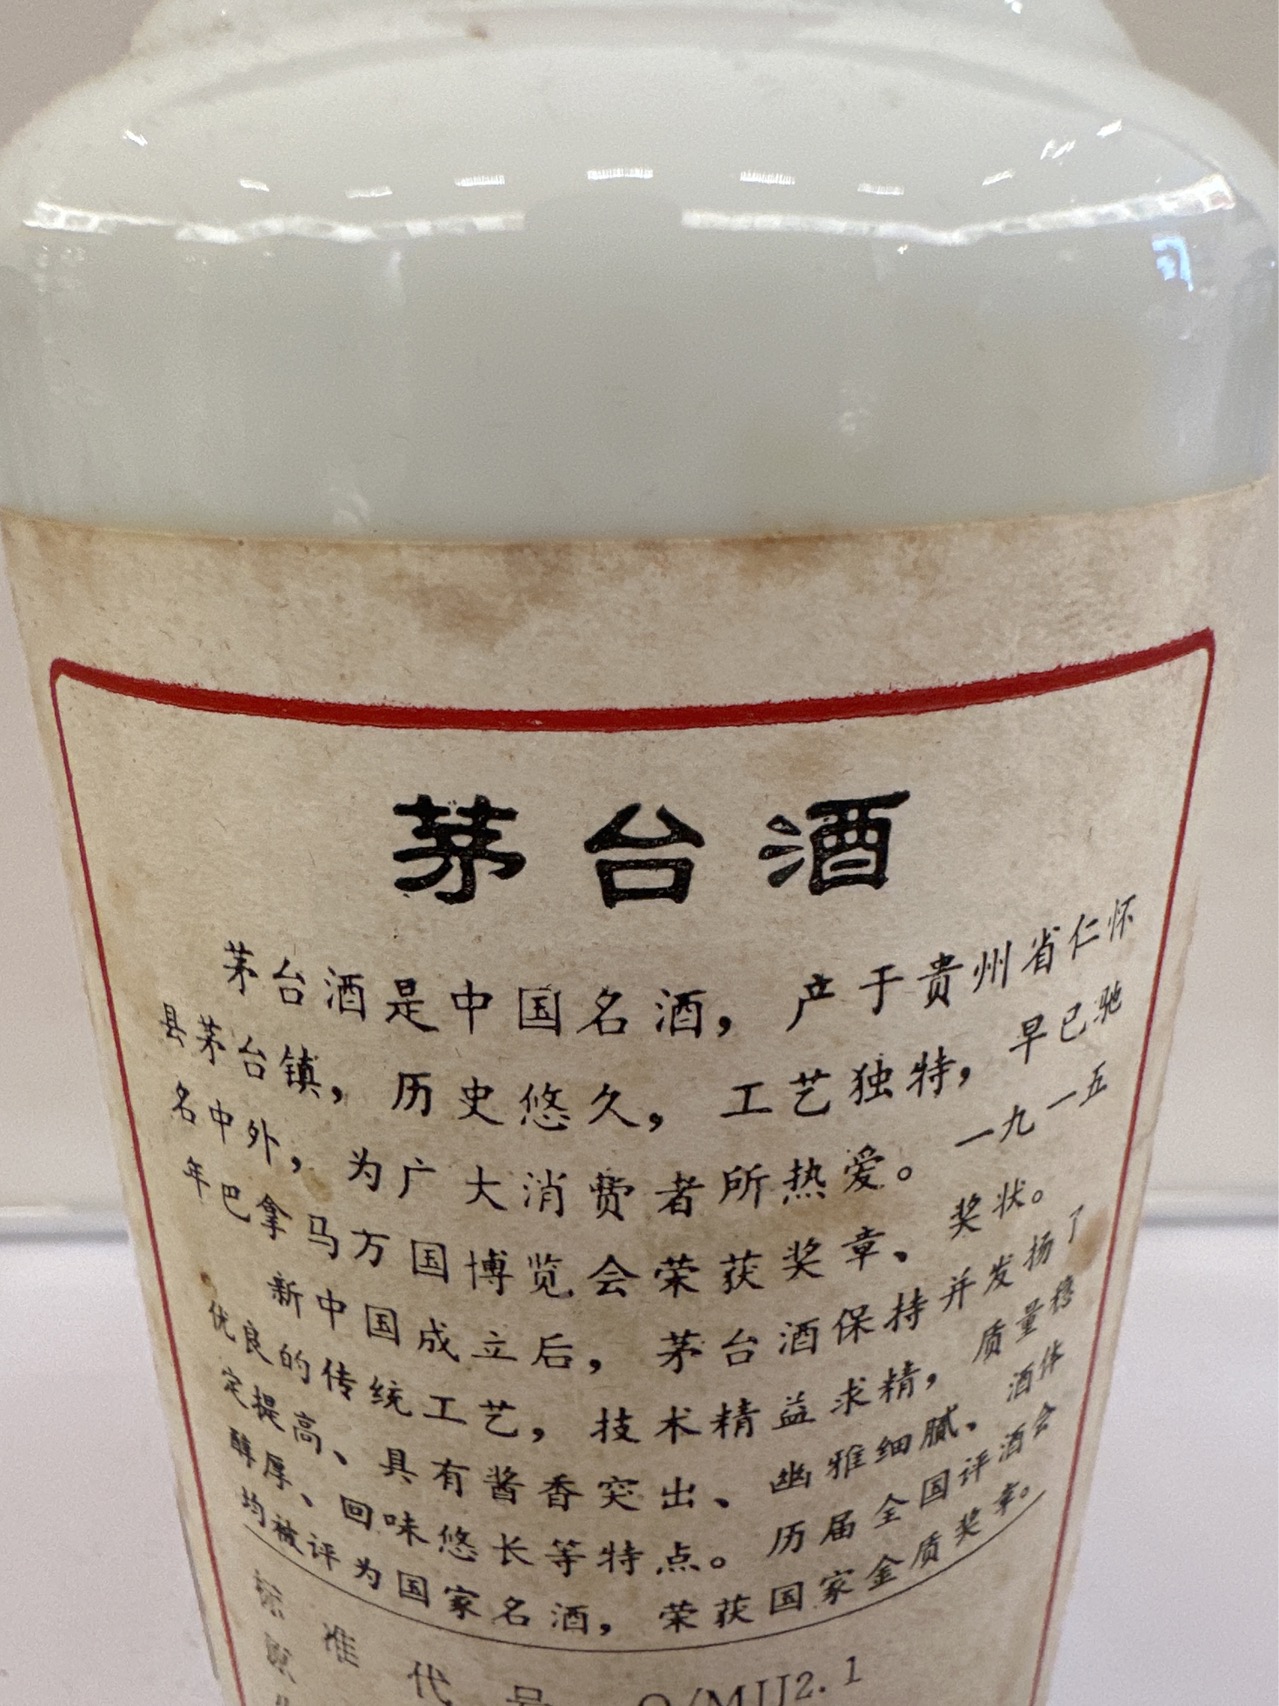 茅台酒
茅台酒是中国名酒，产于贵州省仁怀
县茅台镇，历史悠久，工艺独特，早已驰
名中外，为广大消费者所热爱。一九一五
年巴拿马万国博览会荣获奖章、奖状。
新中国成立后，茅台酒保持并发扬了
优良的传统工艺，技术精益求精，质量稳
定提高、具有酱香突出、幽雅细腻、酒体
醇厚、回味悠长等特点。历届全国评酒会
均被评为国家名酒，荣获国家金质奖章。
标准代号 Q/MJJ2.1